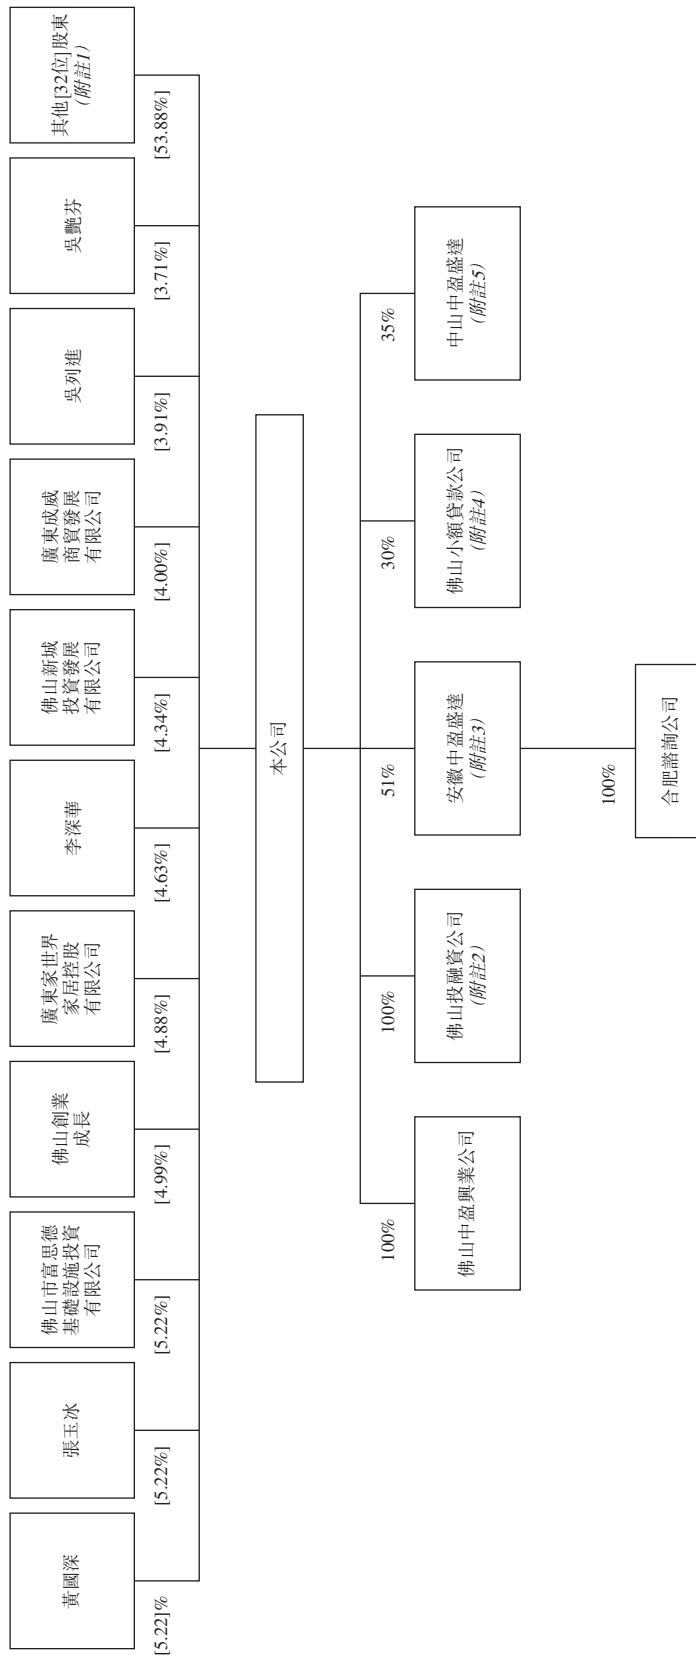 黃國深
張玉冰
佛山市富思德
基礎設施投資
有限公司
佛山創業
成長
廣東家世界
家居控股
有限公司
李深華
佛山新城
投資發展
有限公司
廣東成威
商貿發展
有限公司
吳列進
吳艷芬
其他[32位]股東
(附註1)
[5.22]%
[5.22%]
[5.22%]
[4.99%]
[4.88%]
[4.63%]
[4.34%]
[4.00%]
[3.91%]
[3.71%]
[53.88%]
本公司
100%
100%
51%
30%
35%
佛山中盈興業公司
佛山投融資公司
(附註2)
安徽中盈盛達
(附註3)
佛山小額貸款公司
(附註4)
中山中盈盛達
(附註5)
100%
合肥諮詢公司